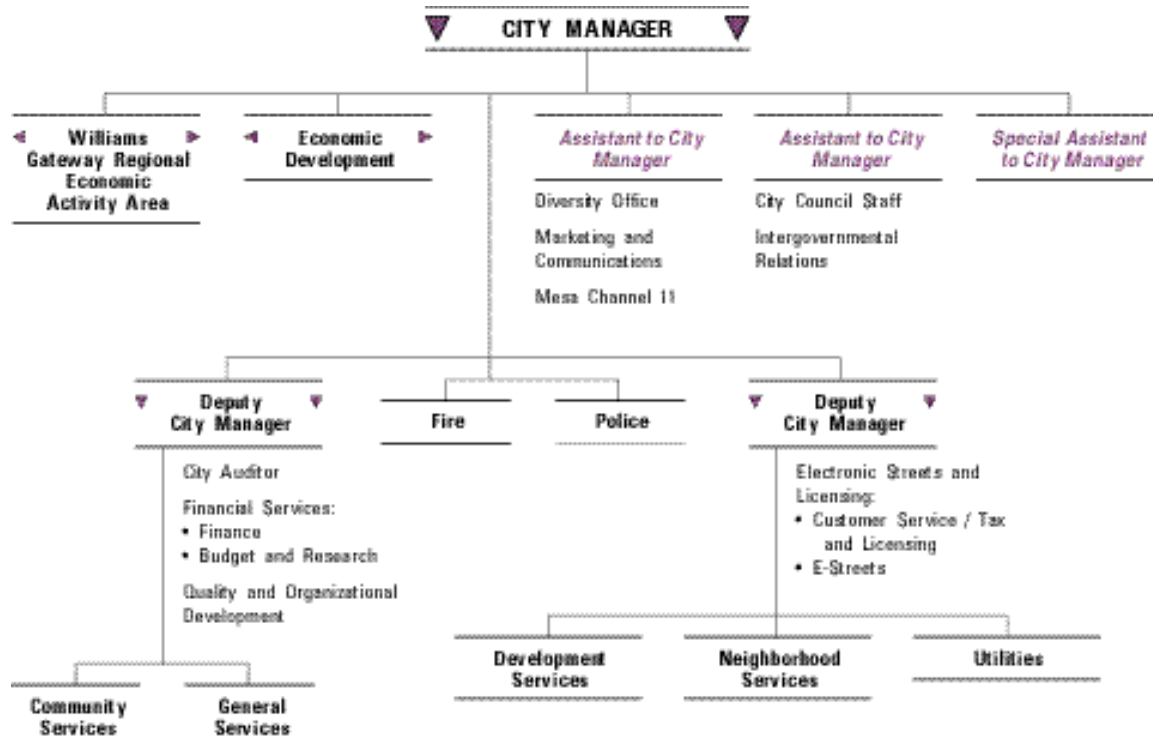 CITY MANAGER
Williams
Gateway Regional
Economic
Activity Area
Economic
Development
Assistant to City
Manager
Diversity Office
Marketing and
Communications
Mesa Channel 11
Assistant to City
Manager
City Council Staff
Intergovernmental
Relations
Special Assistant
to City Manager
Deputy
City Manager
City Auditor
Financial Services:
• Finance
• Budget and Research
Quality and Organizational
Development
Fire
Police
Deputy
City Manager
Electronic Streets and
Licensing:
• Customer Service / Tax
and Licensing
• E-Streets
Community
Services
General
Services
Development
Services
Neighborhood
Services
Utilities